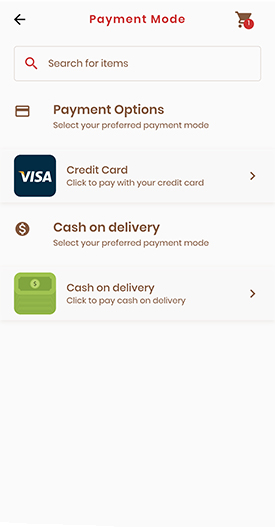 Payment Mode
!
Search for items
Payment Options
Select your preferred payment mode
VISA
Credit Card
Click to pay with your credit card
$
Cash on delivery
Select your preferred payment mode
$
Cash on delivery
Click to pay cash on delivery